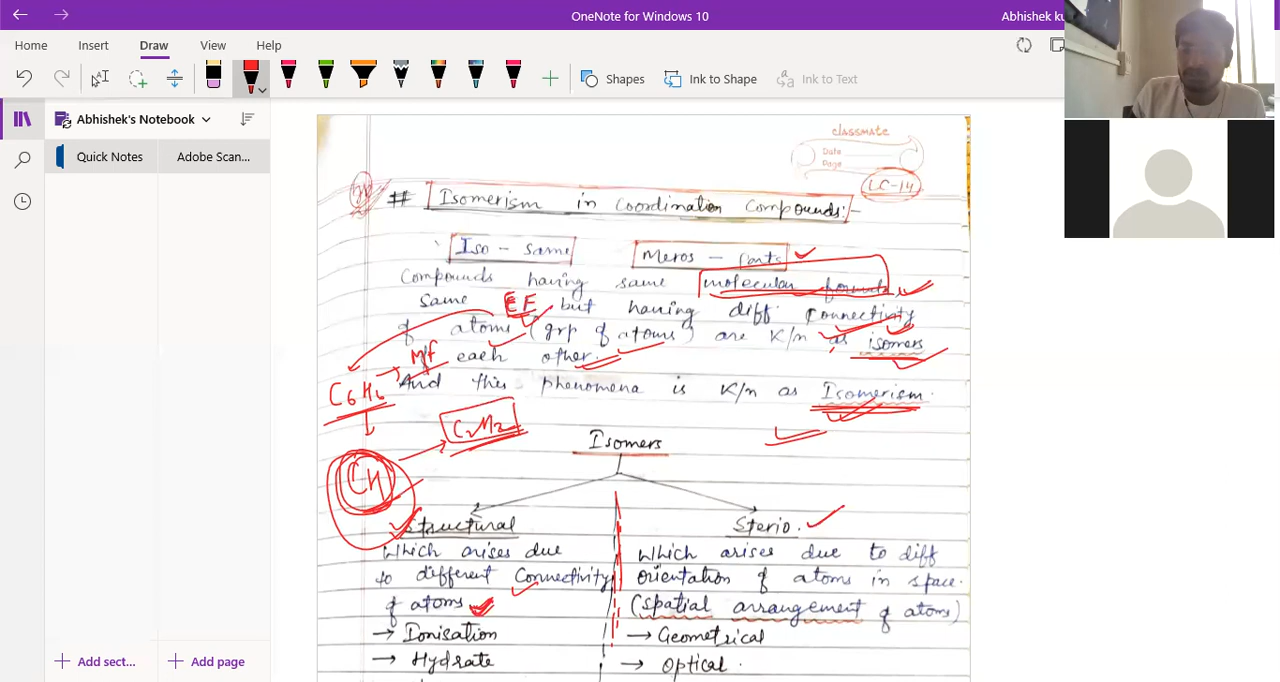 OneNote for Windows 10
Abhishek ku
Home Insert Draw View Help
Shapes Ink to Shape Ink to Text
Abhishek's Notebook
Quick Notes Adobe Scan...
classmate
Date
Page
LC-14
# Isomerism in Coordination Compounds:-
Iso - Same Meros - Parts
Compounds having same molecular formula,
same EF but having diff connectivity
of atoms (grp of atoms) are K/n as isomers
M/f each other.
C6H6 And this phenomena is K/n as Isomerism.
C2H2
Isomers
CH
Structural Sterio.
Which arises due Which arises due to diff
to different Connectivity orientation of atoms in space.
of atoms (spatial arrangement of atoms)
→ Ionisation → Geometrical
→ Hydrate → Optical.
+ Add sect... + Add page